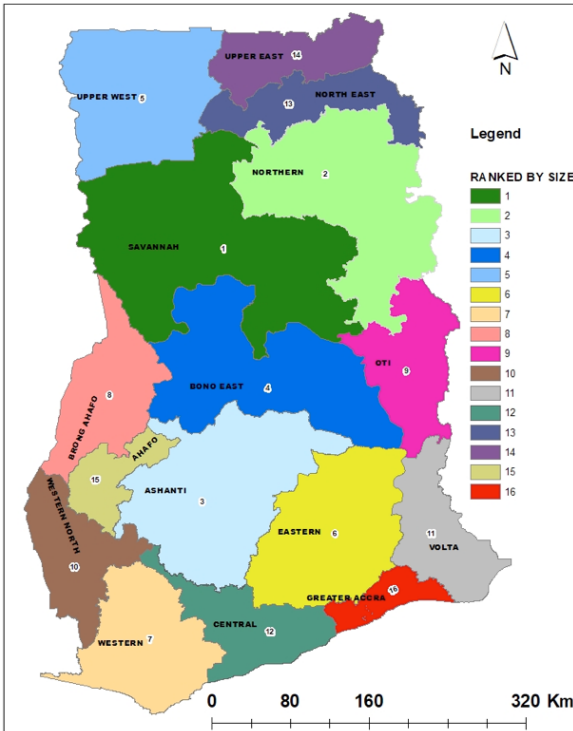 UPPER EAST
14
UPPER WEST
5
NORTH EAST
13
NORTHERN
2
SAVANNAH
1
OTI
9
BONO EAST
4
BRONG AHAFO
8
AHAFO
15
ASHANTI
3
WESTERN NORTH
10
EASTERN
6
VOLTA
11
GREATER ACCRA
16
CENTRAL
12
WESTERN
7
N
Legend
RANKED BY SIZE
1
2
3
4
5
6
7
8
9
10
11
12
13
14
15
16
0 80 160 320 Km